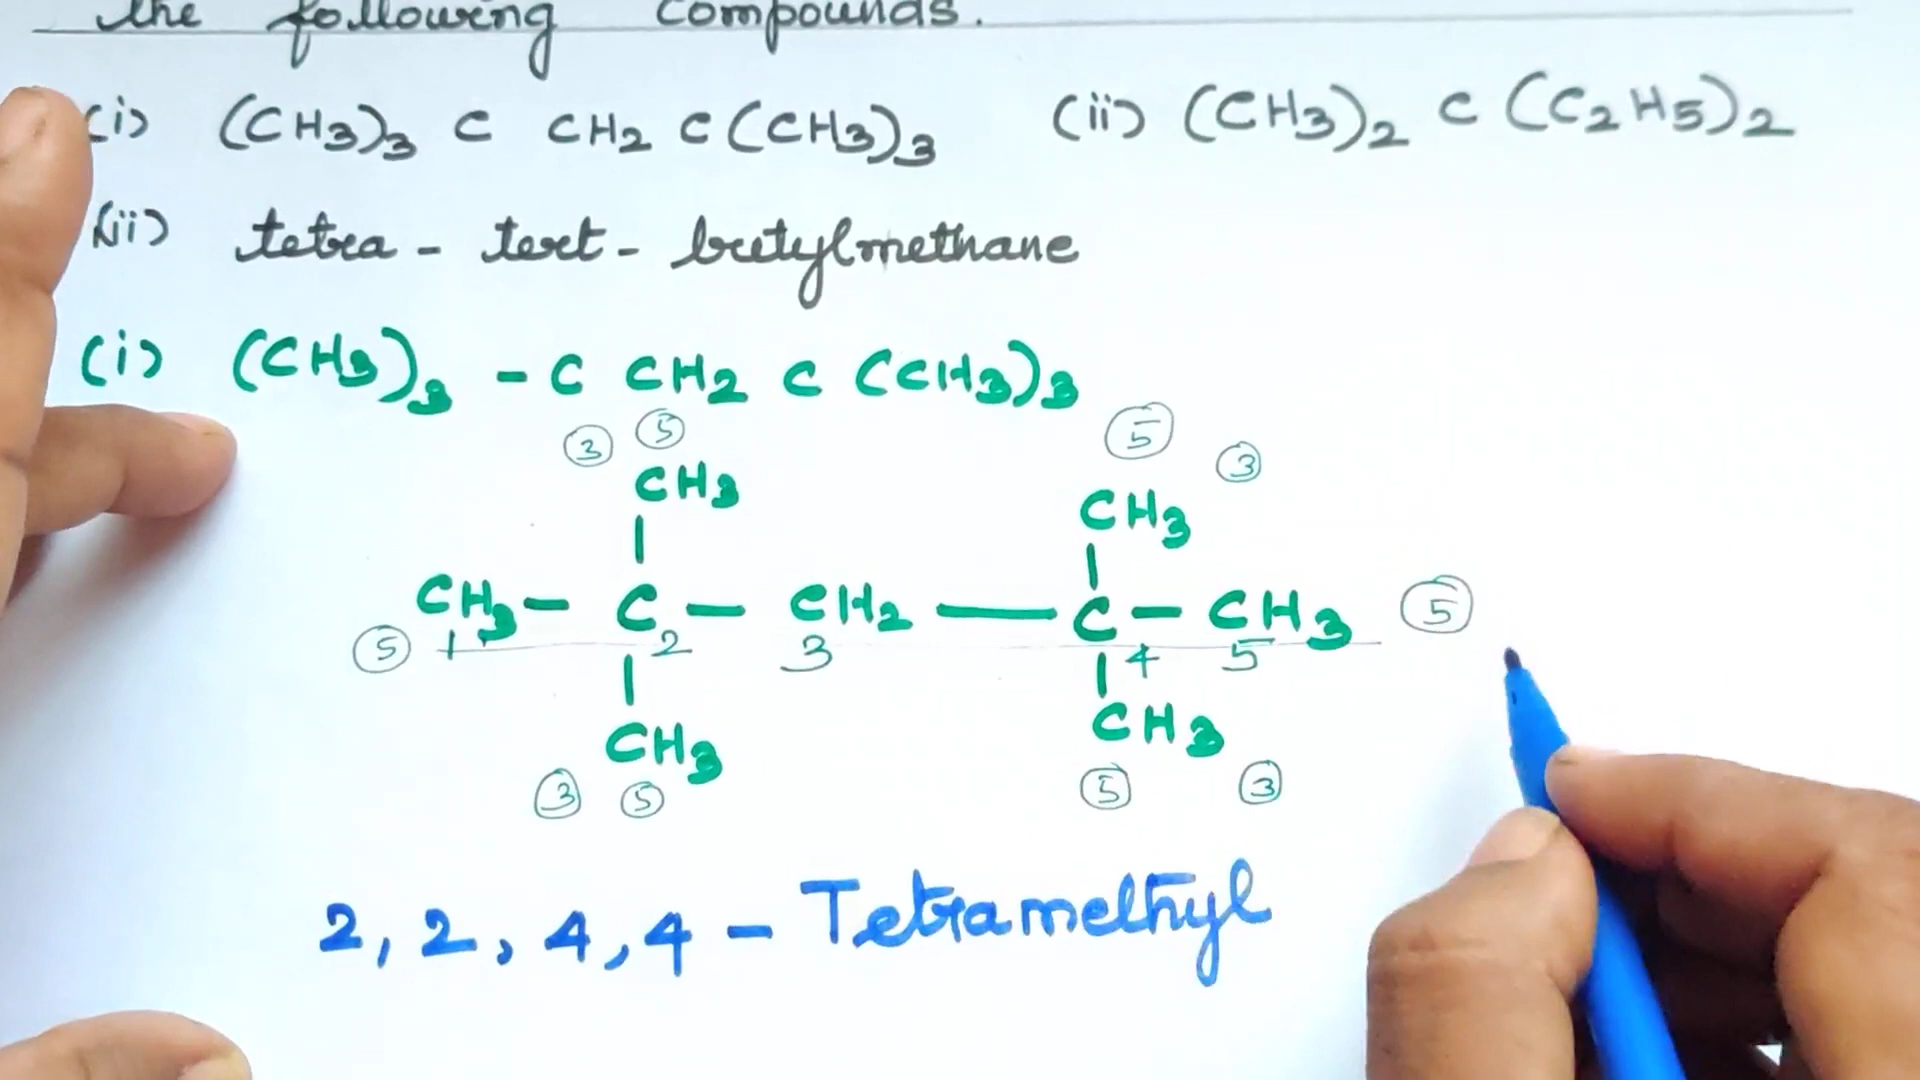 the following compounds.
(i) (CH3)3 C CH2 C(CH3)3 (ii) (CH3)2 C (C2H5)2
(iii) tetra - tert - butylmethane
(i) (CH3)3 - C CH2 C (CH3)3
3 5 5 3
CH3 CH3
CH3 - C - CH2 - C - CH3 5
5 1 2 3 4 5
CH3 CH3
3 5 5 3
2, 2, 4, 4 - Tetramethyl